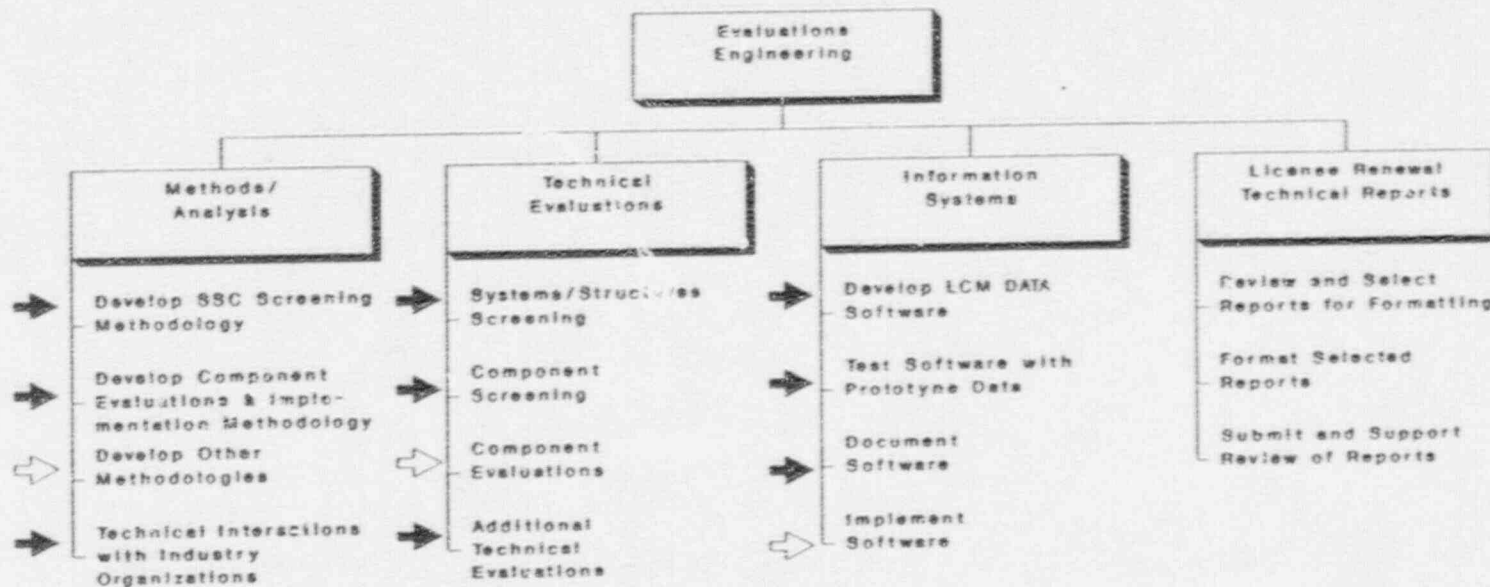 Evaluations
Engineering
Methods/
Analysis
Develop SSC Screening
Methodology
Develop Component
Evaluations & Imple-
mentation Methodology
Develop Other
Methodologies
Technical Interactions
with Industry
Organizations
Technical
Evaluations
Systems/Structures
Screening
Component
Screening
Component
Evaluations
Additional
Technical
Evaluations
Information
Systems
Develop LCM DATA
Software
Test Software with
Prototype Data
Document
Software
Implement
Software
License Renewal
Technical Reports
Review and Select
Reports for Formatting
Format Selected
Reports
Submit and Support
Review of Reports